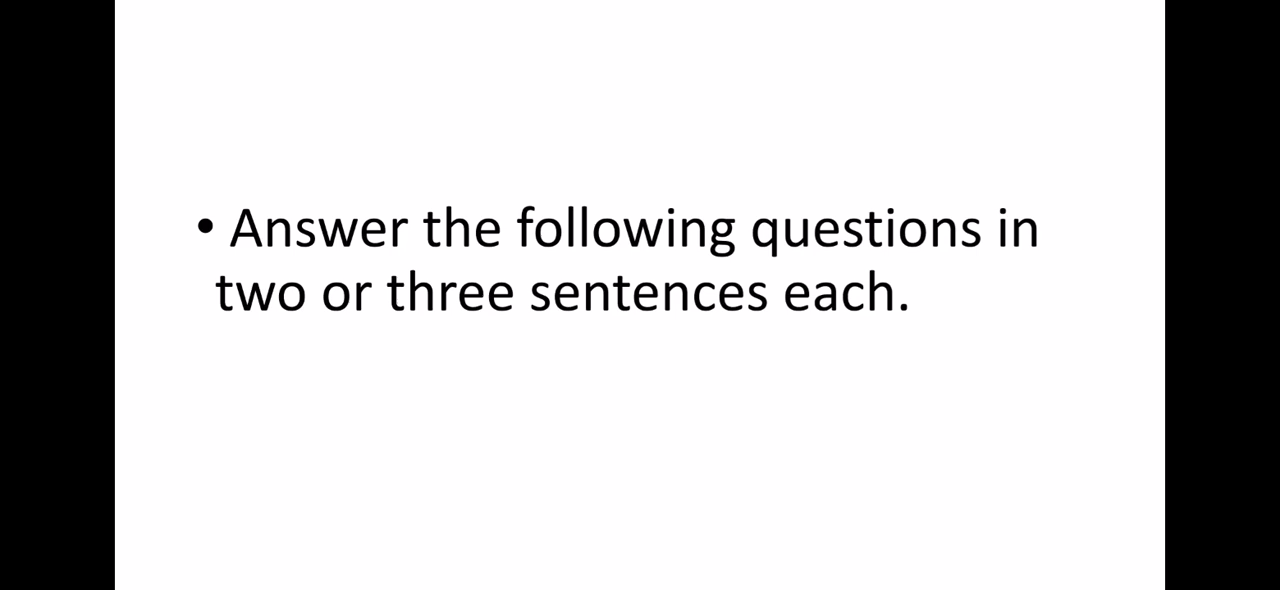 • Answer the following questions in
two or three sentences each.